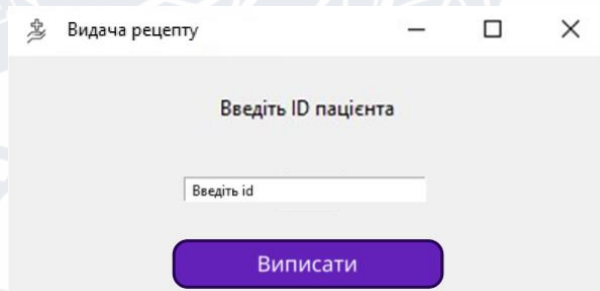 Видача рецепту
Введіть ID пацієнта
Введіть id
Виписати